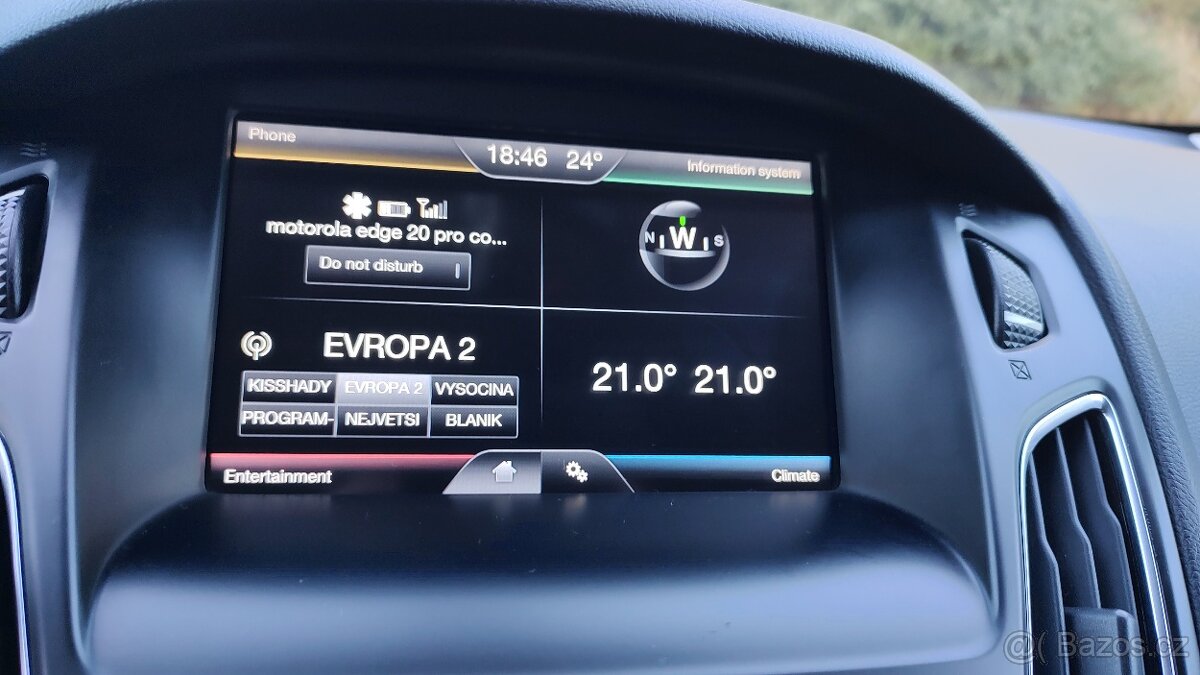 Phone
18:46 24°
Information system
motorola edge 20 pro co...
Do not disturb
N W S
EVROPA 2
KISSHADY EVROPA 2 VYSOCINA
PROGRAM- NEJVETSI BLANIK
21.0° 21.0°
Entertainment
Climate
@( Bazos.cz